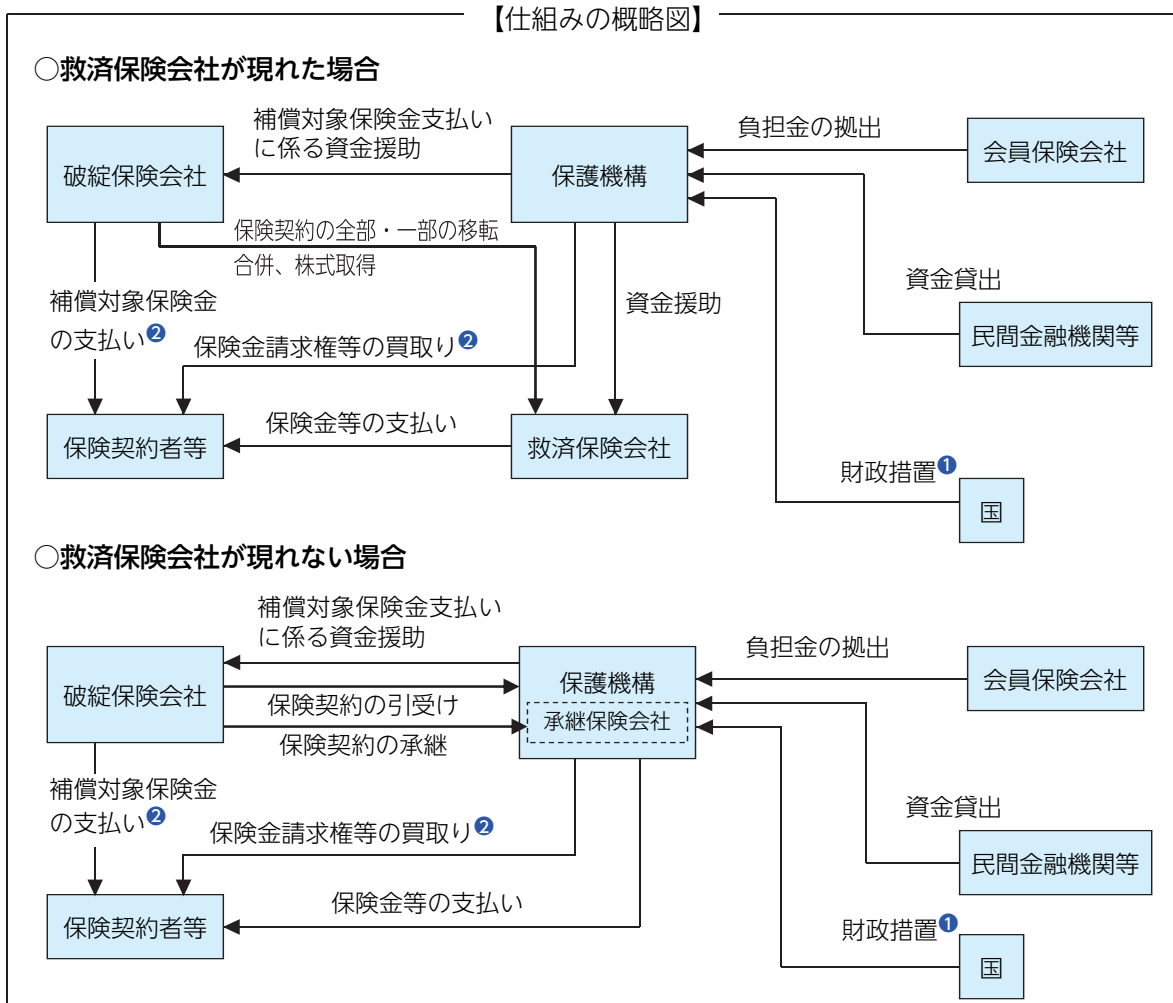 【仕組みの概略図】
○救済保険会社が現れた場合
補償対象保険金支払い
に係る資金援助
負担金の拠出
破綻保険会社
保護機構
会員保険会社
保険契約の全部・一部の移転
合併、株式取得
補償対象保険金
の支払い❷
資金援助
資金貸出
保険金請求権等の買取り❷
民間金融機関等
保険金等の支払い
保険契約者等
救済保険会社
財政措置❶
国
○救済保険会社が現れない場合
補償対象保険金支払い
に係る資金援助
負担金の拠出
破綻保険会社
保護機構
会員保険会社
保険契約の引受け
承継保険会社
保険契約の承継
補償対象保険金
の支払い❷
資金貸出
保険金請求権等の買取り❷
民間金融機関等
保険金等の支払い
保険契約者等
財政措置❶
国